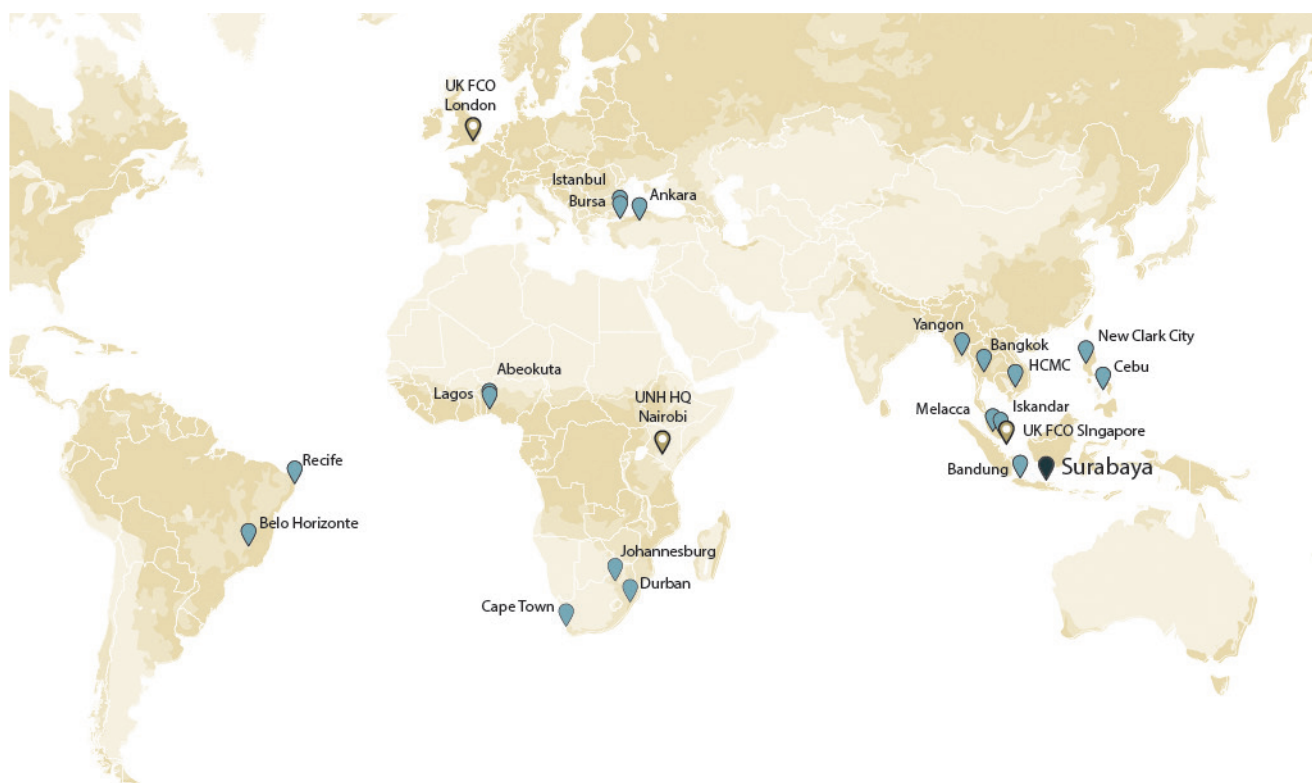 UK FCO
London
Istanbul
Bursa
Ankara
Yangon
Bangkok
New Clark City
HCMC
Cebu
Abeokuta
Lagos
UNH HQ
Nairobi
Melacca
Iskandar
UK FCO SIngapore
Recife
Bandung
Surabaya
Belo Horizonte
Johannesburg
Durban
Cape Town